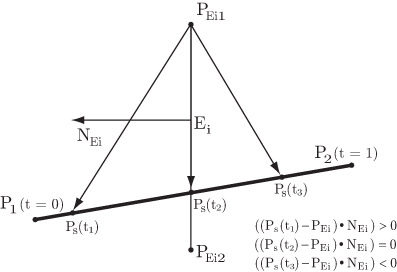 P_Ei1
E_i
N_Ei
P_2(t = 1)
P_s(t_3)
P_1(t = 0)
P_s(t_2)
P_s(t_1)
((P_s(t_1) – P_Ei) • N_Ei) > 0
((P_s(t_2) – P_Ei) • N_Ei) = 0
((P_s(t_3) – P_Ei) • N_Ei) < 0
P_Ei2